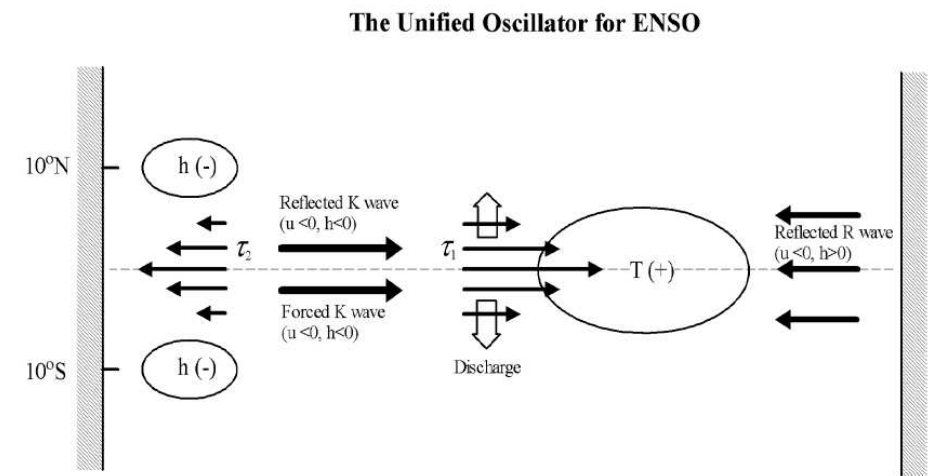 The Unified Oscillator for ENSO
10°N
h (-)
Reflected K wave
(u<0, h<0)
τ₂
τ₁
Reflected R wave
(u<0, h>0)
T (+)
Forced K wave
(u<0, h<0)
10°S
h (-)
Discharge